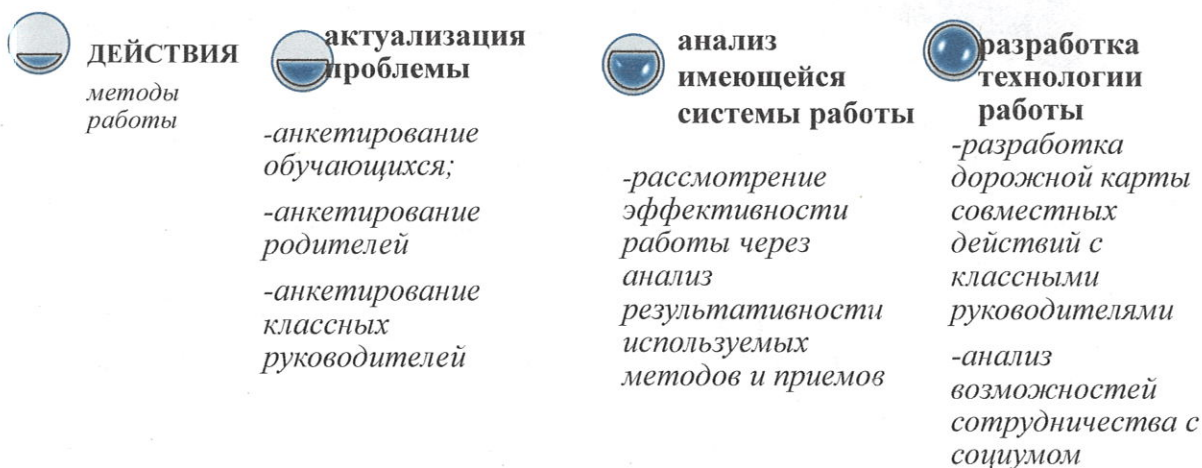 ДЕЙСТВИЯ
методы
работы
актуализация
проблемы
-анкетирование
обучающихся;
-анкетирование
родителей
-анкетирование
классных
руководителей
анализ
имеющейся
системы работы
-рассмотрение
эффективности
работы через
анализ
результативности
используемых
методов и приемов
разработка
технологии
работы
-разработка
дорожной карты
совместных
действий с
классными
руководителями
-анализ
возможностей
сотрудничества с
социумом